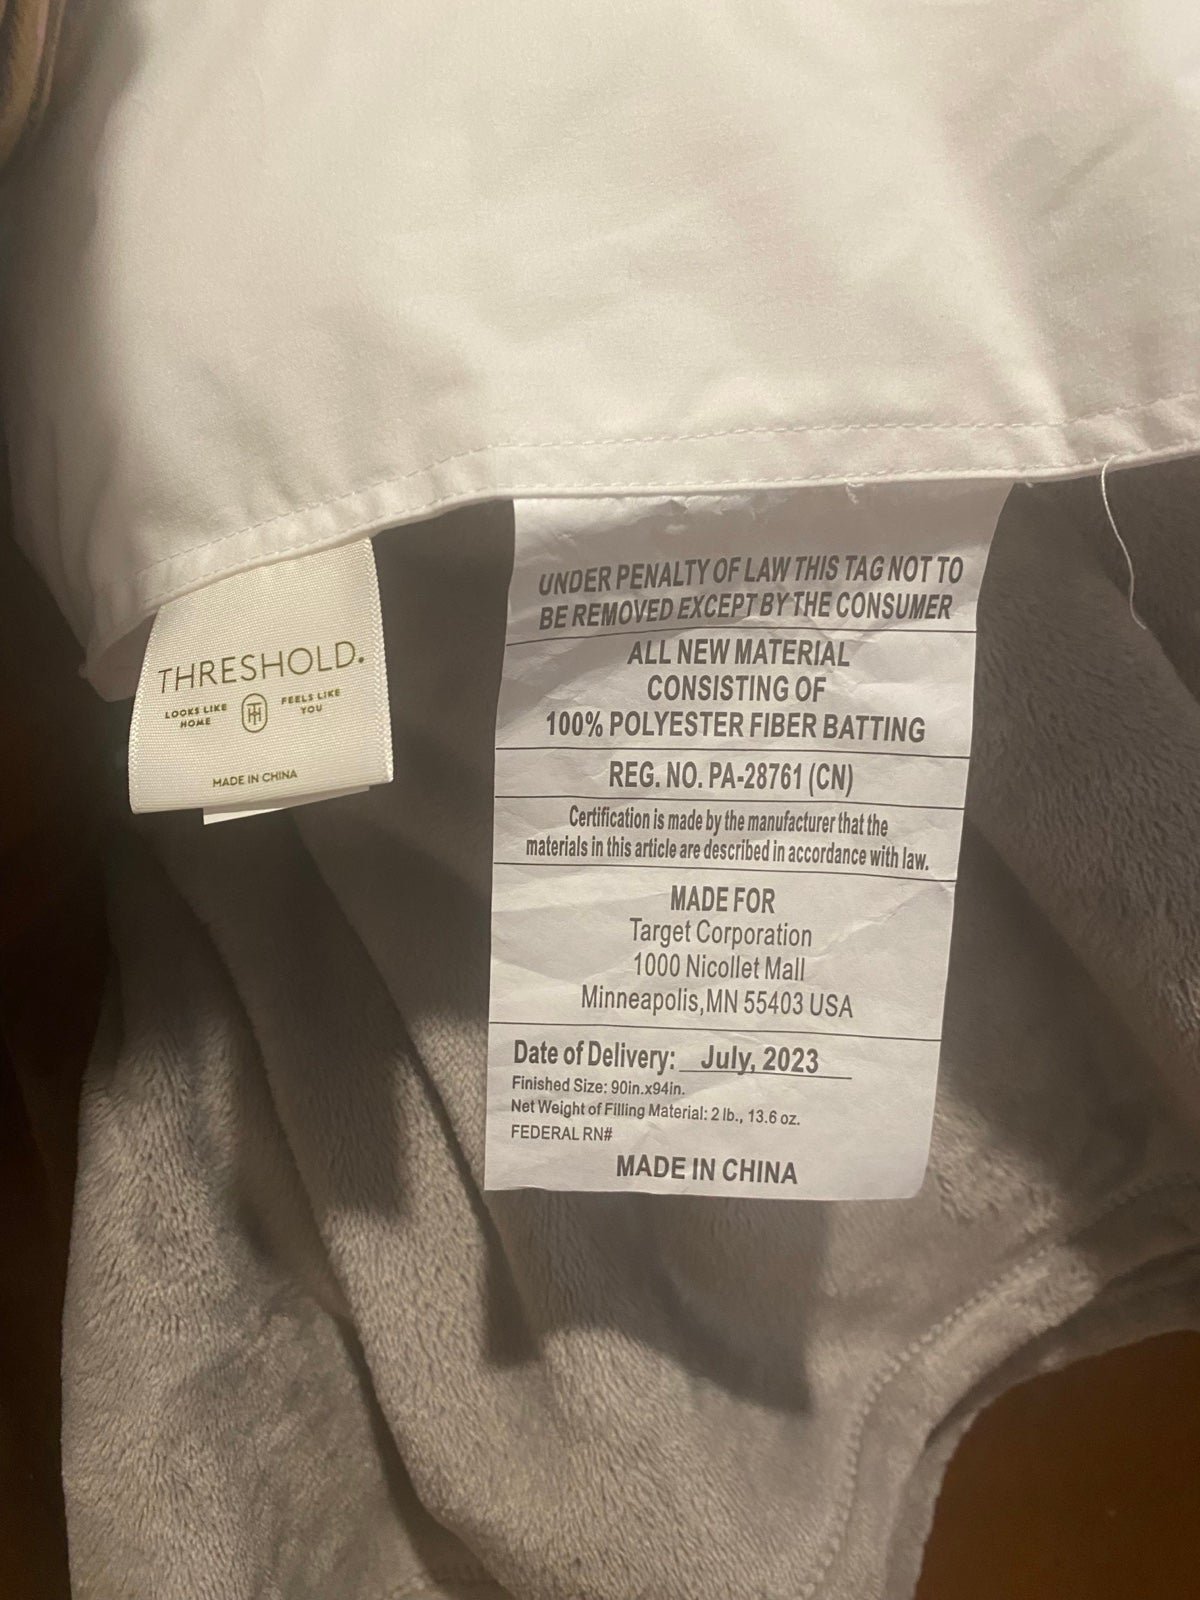 THRESHOLD.
LOOKS LIKE
HOME
FEELS LIKE
YOU
MADE IN CHINA
UNDER PENALTY OF LAW THIS TAG NOT TO
BE REMOVED EXCEPT BY THE CONSUMER
ALL NEW MATERIAL
CONSISTING OF
100% POLYESTER FIBER BATTING
REG. NO. PA-28761 (CN)
Certification is made by the manufacturer that the
materials in this article are described in accordance with law.
MADE FOR
Target Corporation
1000 Nicollet Mall
Minneapolis,MN 55403 USA
Date of Delivery: July, 2023
Finished Size: 90in.x94in.
Net Weight of Filling Material: 2 lb., 13.6 oz.
FEDERAL RN#
MADE IN CHINA